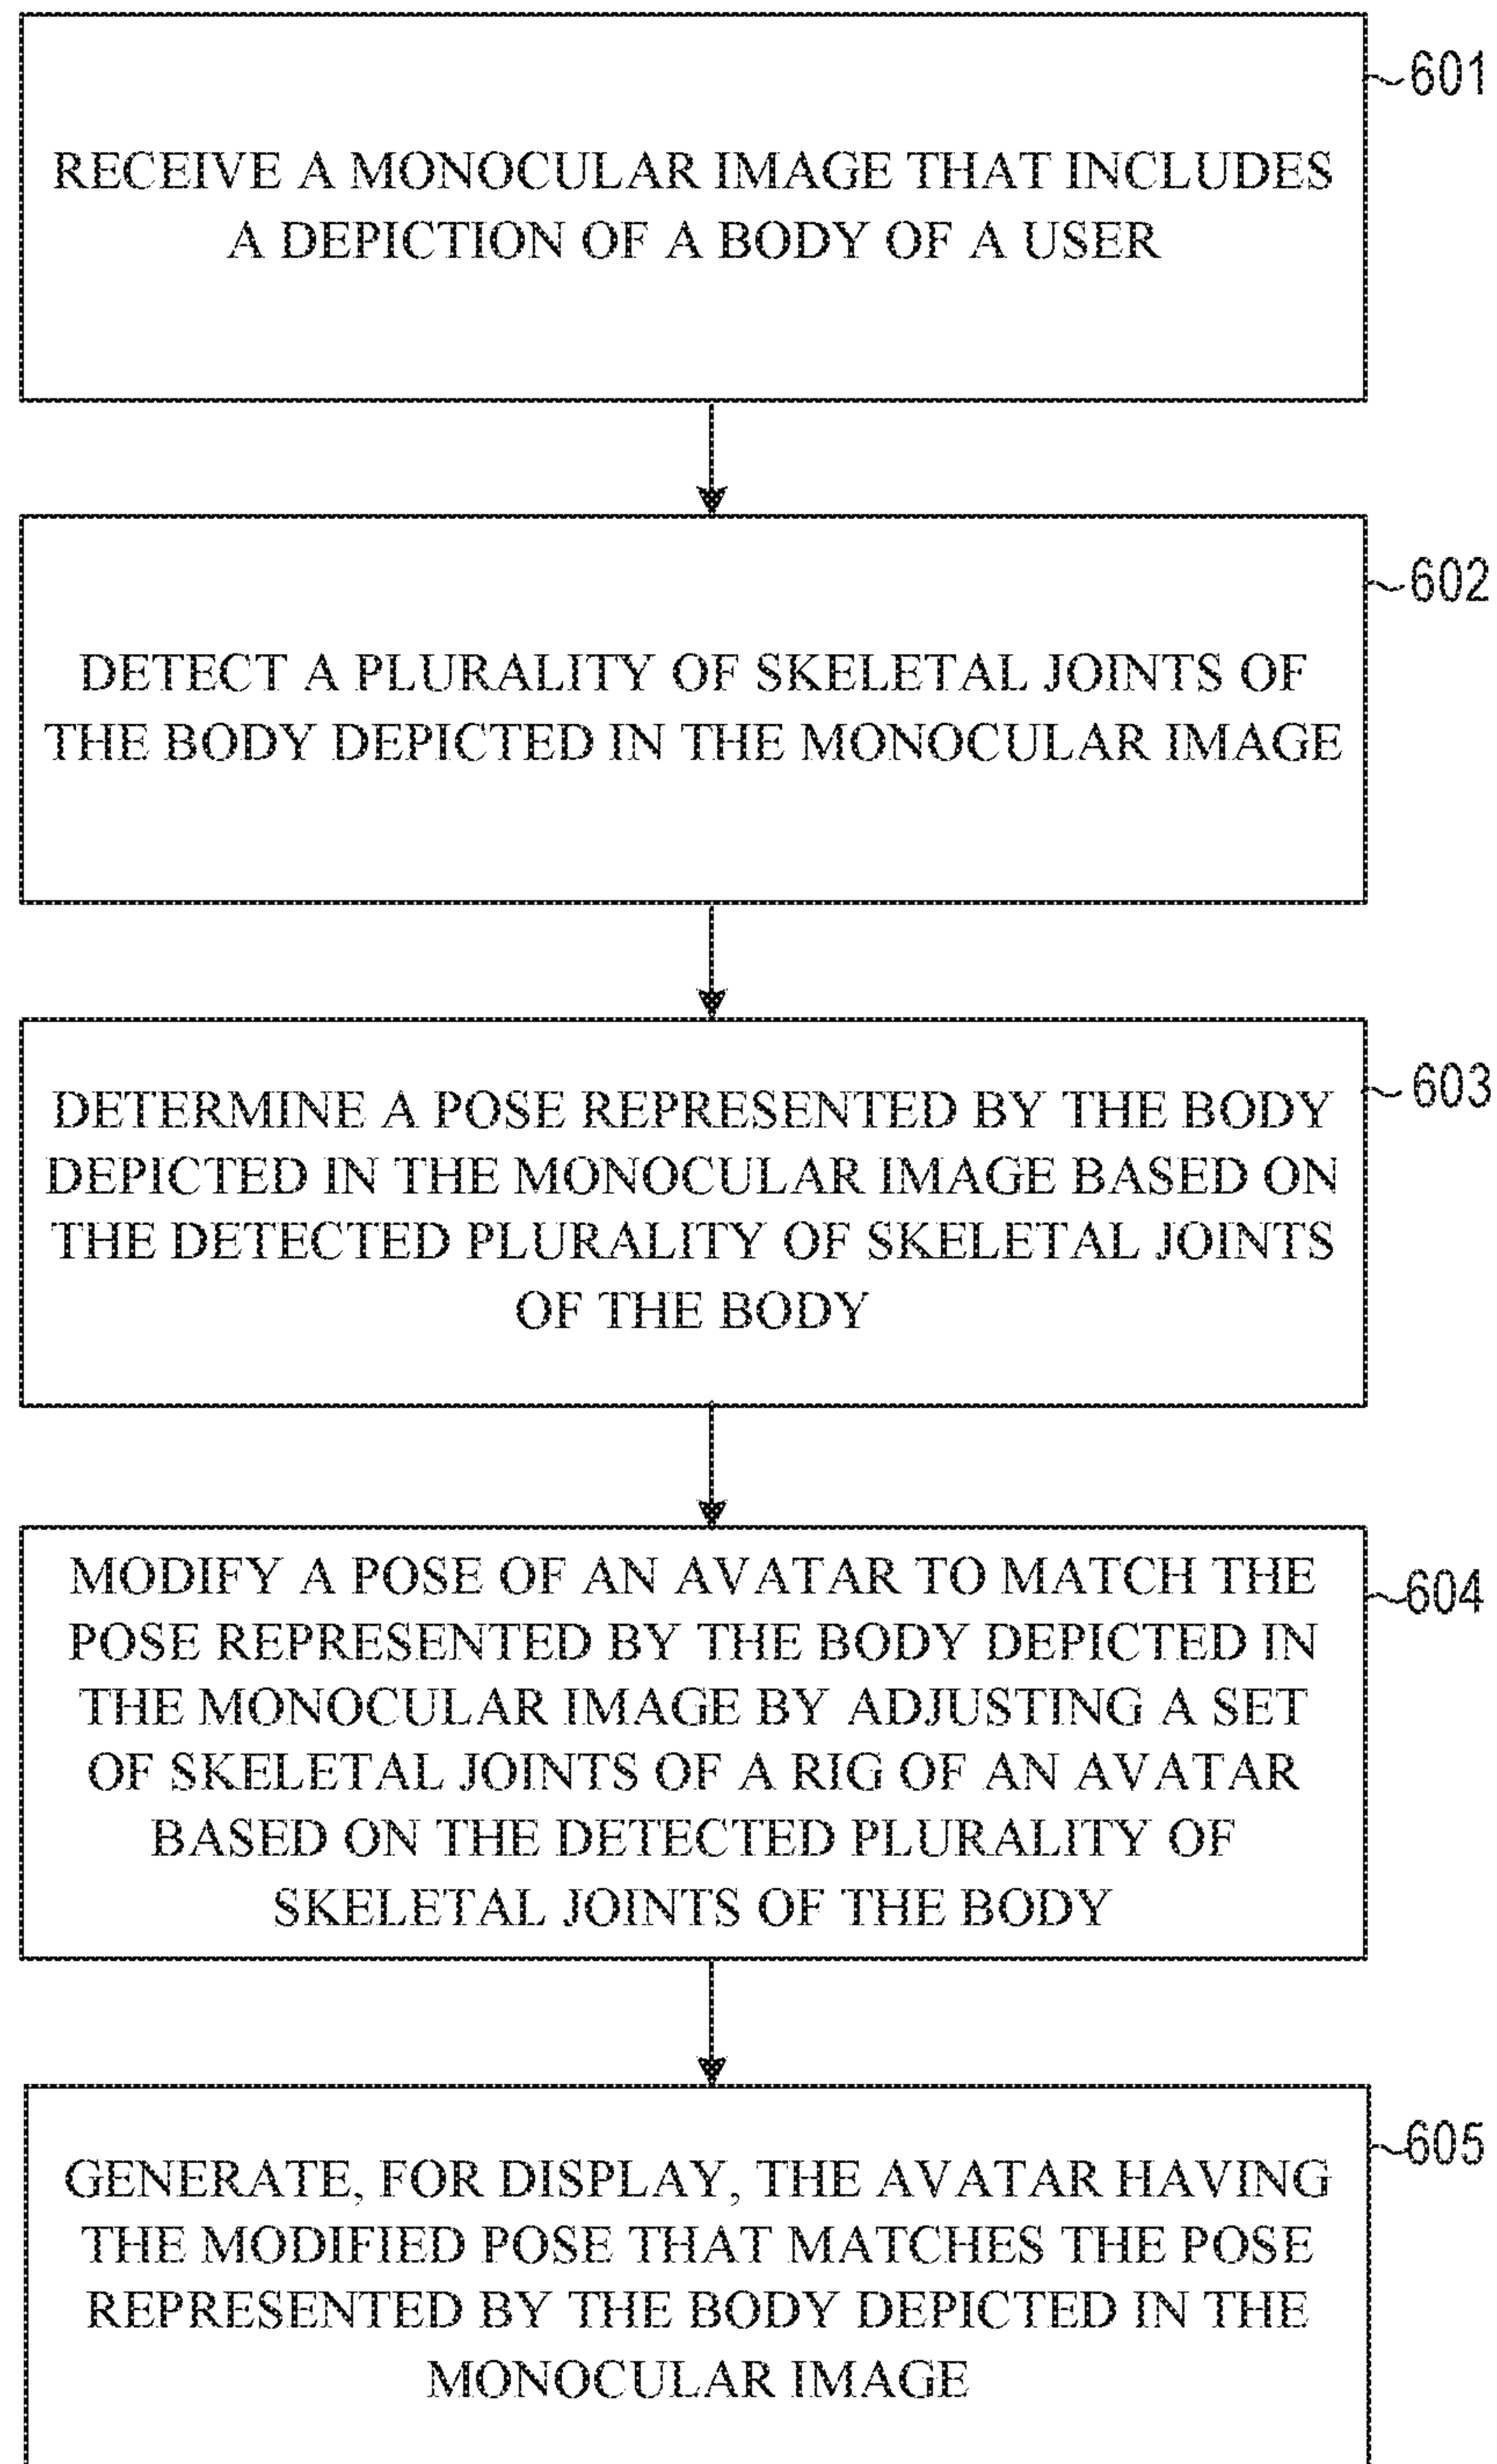 601
RECEIVE A MONOCULAR IMAGE THAT INCLUDES
A DEPICTION OF A BODY OF A USER
602
DETECT A PLURALITY OF SKELETAL JOINTS OF
THE BODY DEPICTED IN THE MONOCULAR IMAGE
603
DETERMINE A POSE REPRESENTED BY THE BODY
DEPICTED IN THE MONOCULAR IMAGE BASED ON
THE DETECTED PLURALITY OF SKELETAL JOINTS
OF THE BODY
604
MODIFY A POSE OF AN AVATAR TO MATCH THE
POSE REPRESENTED BY THE BODY DEPICTED IN
THE MONOCULAR IMAGE BY ADJUSTING A SET
OF SKELETAL JOINTS OF A RIG OF AN AVATAR
BASED ON THE DETECTED PLURALITY OF
SKELETAL JOINTS OF THE BODY
605
GENERATE, FOR DISPLAY, THE AVATAR HAVING
THE MODIFIED POSE THAT MATCHES THE POSE
REPRESENTED BY THE BODY DEPICTED IN THE
MONOCULAR IMAGE